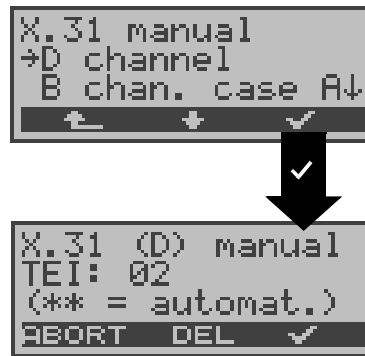 X.31 manual
→D channel
B chan. case A↓
X.31 (D) manual
TEI: 02
(** = automat.)
ABORT DEL